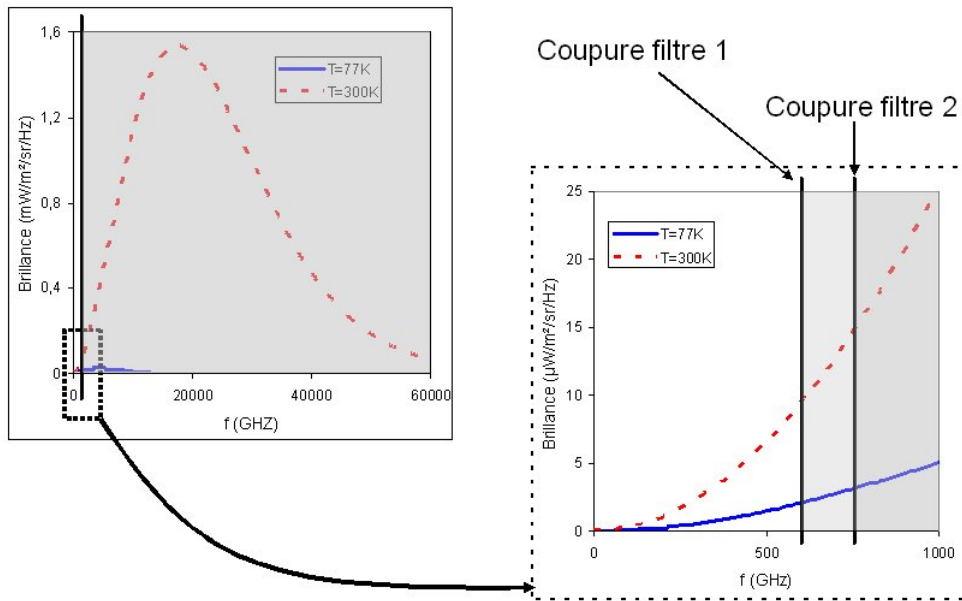 1,6
1,2
0,8
0,4
0
Brillance (mW/m²/sr/Hz)
T=77K
T=300K
0
20000
40000
60000
f (GHZ)
Coupure filtre 1
Coupure filtre 2
25
20
15
10
5
0
Brillance (µW/m²/sr/Hz)
T=77K
T=300K
0
500
1000
f (GHz)